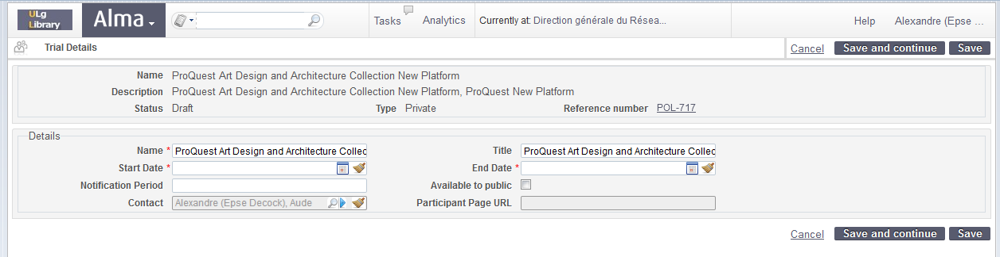 ULg Library Alma Tasks Analytics Currently at: Direction générale du Résea... Help Alexandre (Epse ...
Trial Details Cancel Save and continue Save
Name ProQuest Art Design and Architecture Collection New Platform
Description ProQuest Art Design and Architecture Collection New Platform, ProQuest New Platform
Status Draft Type Private Reference number POL-717
Details
Name * ProQuest Art Design and Architecture Collec Title ProQuest Art Design and Architecture Collec
Start Date * End Date *
Notification Period Available to public
Contact Alexandre (Epse Decock), Aude Participant Page URL
Cancel Save and continue Save